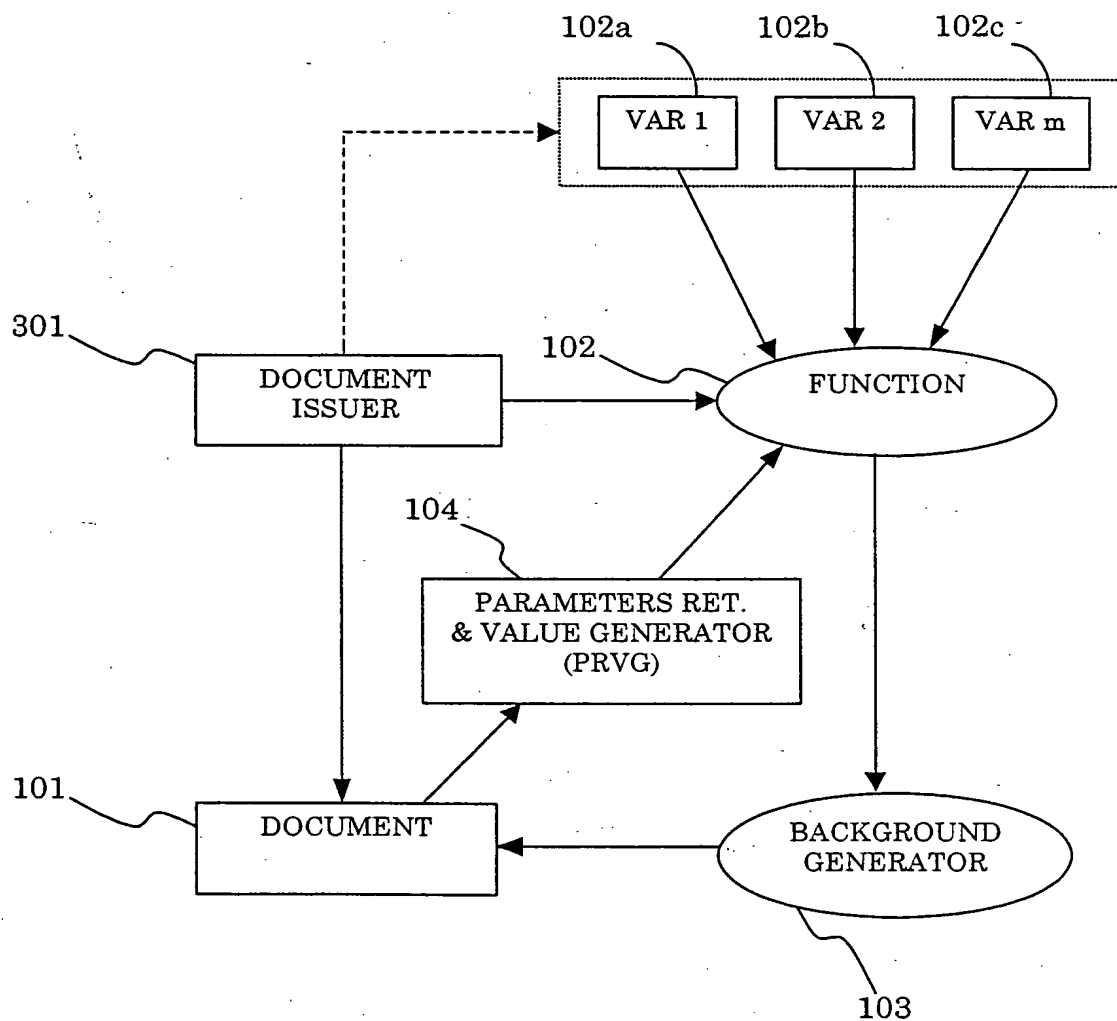 102a
102b
102c
VAR 1
VAR 2
VAR m
301
102
DOCUMENT
ISSUER
FUNCTION
104
PARAMETERS RET.
& VALUE GENERATOR
(PRVG)
101
DOCUMENT
BACKGROUND
GENERATOR
103